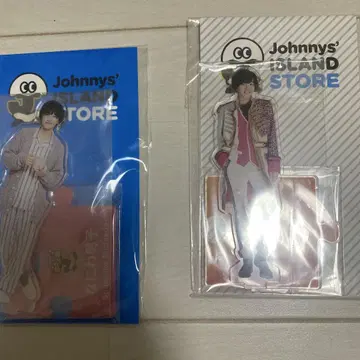 Johnnys'
ISLAND
STORE
Johnnys'
ISLAND
STORE